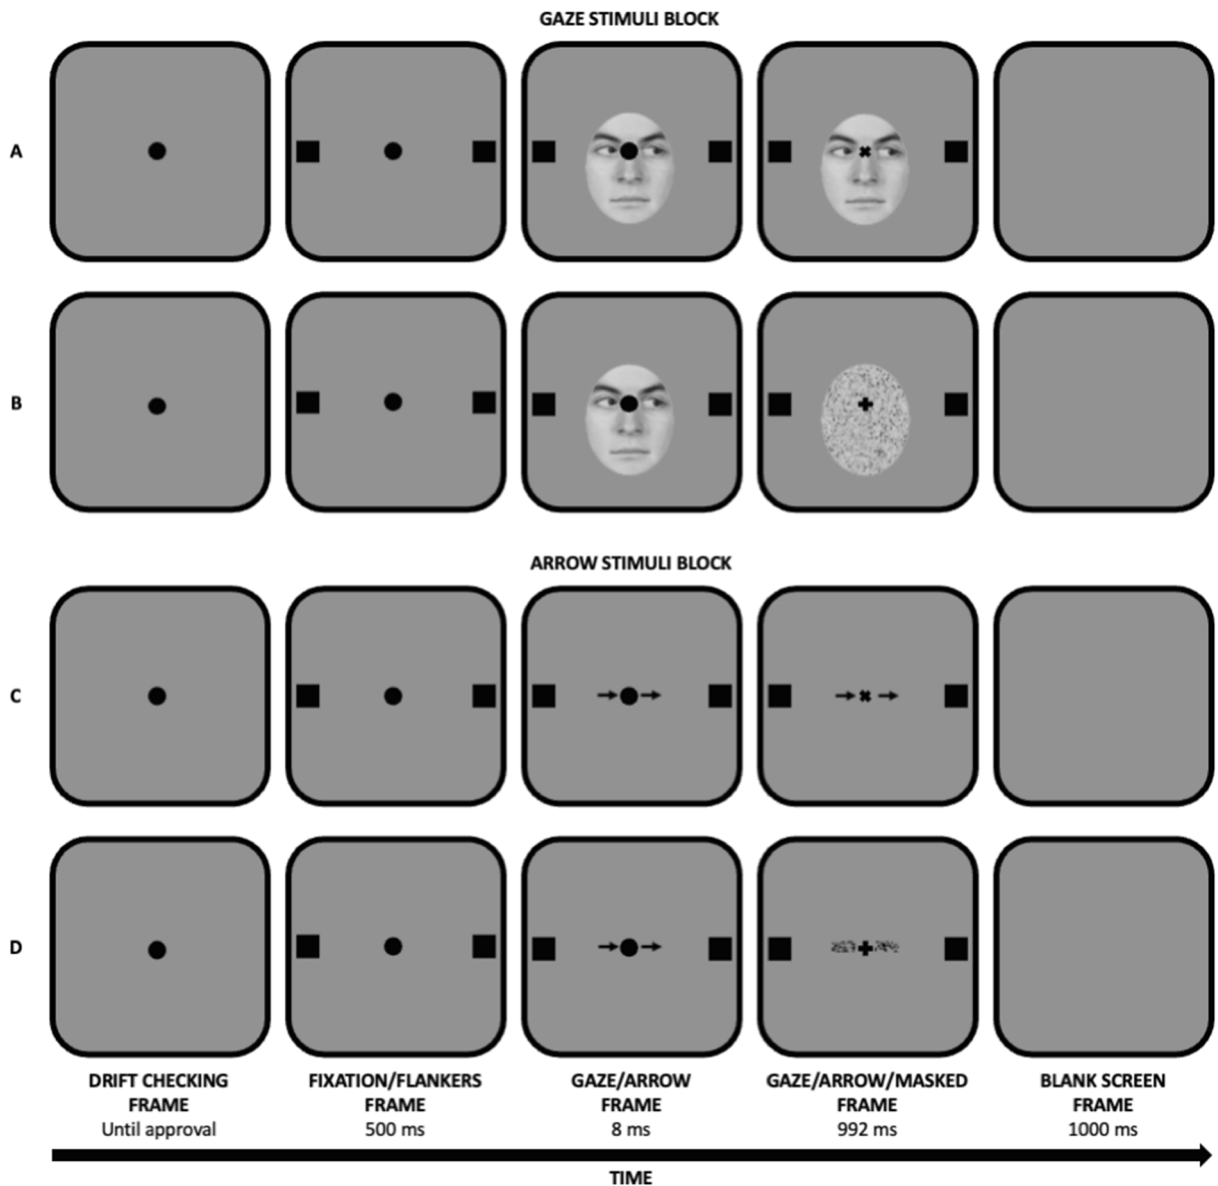 GAZE STIMULI BLOCK
A
B
ARROW STIMULI BLOCK
C
D
DRIFT CHECKING
FRAME
Until approval
FIXATION/FLANKERS
FRAME
500 ms
GAZE/ARROW
FRAME
8 ms
GAZE/ARROW/MASKED
FRAME
992 ms
BLANK SCREEN
FRAME
1000 ms
TIME